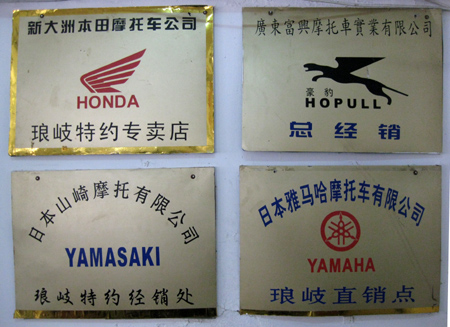 新大洲本田摩托车公司
HONDA
琅岐特约专卖店
廣東富興摩托車實業有限公司
豪豹
HOPULL
总经销
日本山崎摩托有限公司
YAMASAKI
琅岐特约经销处
日本雅马哈摩托车有限公司
YAMAHA
琅岐直销点